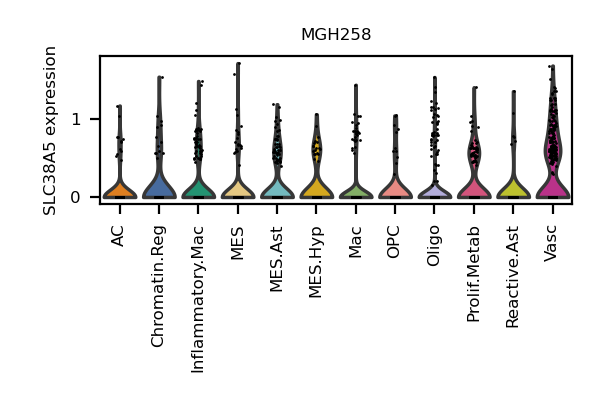 MGH258
SLC38A5 expression
1
0
AC
Chromatin.Reg
Inflammatory.Mac
MES
MES.Ast
MES.Hyp
Mac
OPC
Oligo
Prolif.Metab
Reactive.Ast
Vasc